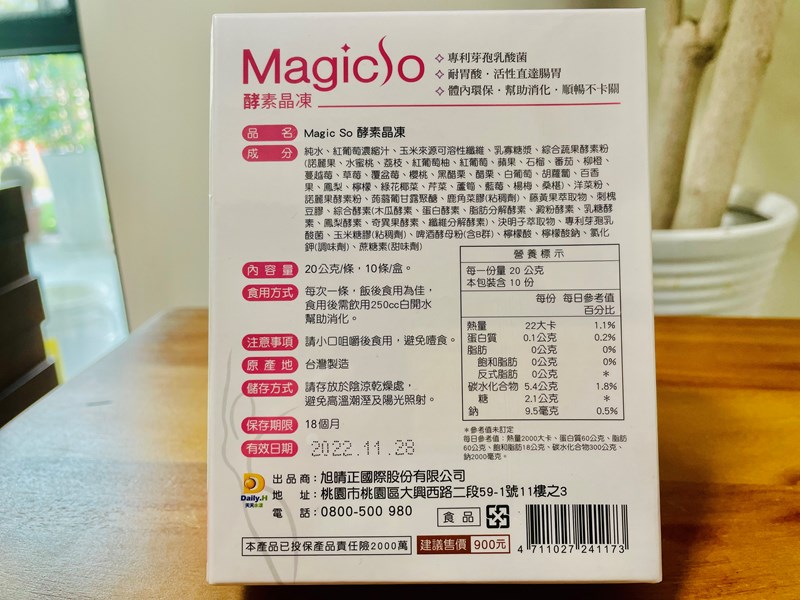 MagicSo
酵素晶凍
✧ 專利芽孢乳酸菌
✧ 耐胃酸・活性直達腸胃
✧ 體內環保・幫助消化・順暢不卡關
品名 Magic So 酵素晶凍
成分 純水、紅葡萄濃縮汁、玉米來源可溶性纖維、乳寡糖漿、綜合蔬果酵素粉
(諾麗果、水蜜桃、荔枝、紅葡萄柚、紅葡萄、蘋果、石榴、番茄、柳橙、
蔓越莓、草莓、覆盆莓、櫻桃、黑醋栗、醋栗、白葡萄、胡蘿蔔、百香
果、鳳梨、檸檬、綠花椰菜、芹菜、蘆筍、藍莓、楊梅、桑椹)、洋菜粉、
諾麗果酵素粉、蒟蒻葡甘露聚醣、鹿角菜膠(粘稠劑)、藤黃果萃取物、刺槐
豆膠、綜合酵素(木瓜酵素、蛋白酵素、脂肪分解酵素、澱粉酵素、乳糖酵
素、鳳梨酵素、奇異果酵素、纖維分解酵素)、決明子萃取物、專利芽孢乳
酸菌、玉米糖膠(粘稠劑)、啤酒酵母粉(含B群)、檸檬酸、檸檬酸鈉、氯化
鉀(調味劑)、蔗糖素(甜味劑)
內容量 20公克/條，10條/盒。
食用方式 每次一條，飯後食用為佳，
食用後需飲用250cc白開水
幫助消化。
注意事項 請小口咀嚼後食用，避免噎食。
原產地 台灣製造
儲存方式 請存放於陰涼乾燥處，
避免高溫潮溼及陽光照射。
保存期限 18個月
有效日期 2022.11.28
營養標示
每一份量 20 公克
本包裝含 10 份
每份 每日參考值
百分比
熱量 22大卡 1.1%
蛋白質 0.1公克 0.2%
脂肪 0公克 0%
飽和脂肪 0公克 0%
反式脂肪 0公克 *
碳水化合物 5.4公克 1.8%
糖 2.1公克 *
鈉 9.5毫克 0.5%
*參考值未訂定
每日參考值：熱量2000大卡、蛋白質60公克、脂肪
60公克、飽和脂肪18公克、碳水化合物300公克、
鈉2000毫克。
Daily.H
天天水漾
出品商：旭晴正國際股份有限公司
地址：桃園市桃園區大興西路二段59-1號11樓之3
電話：0800-500 980
食品
本產品已投保產品責任險2000萬
建議售價 900元
4 711027 241173